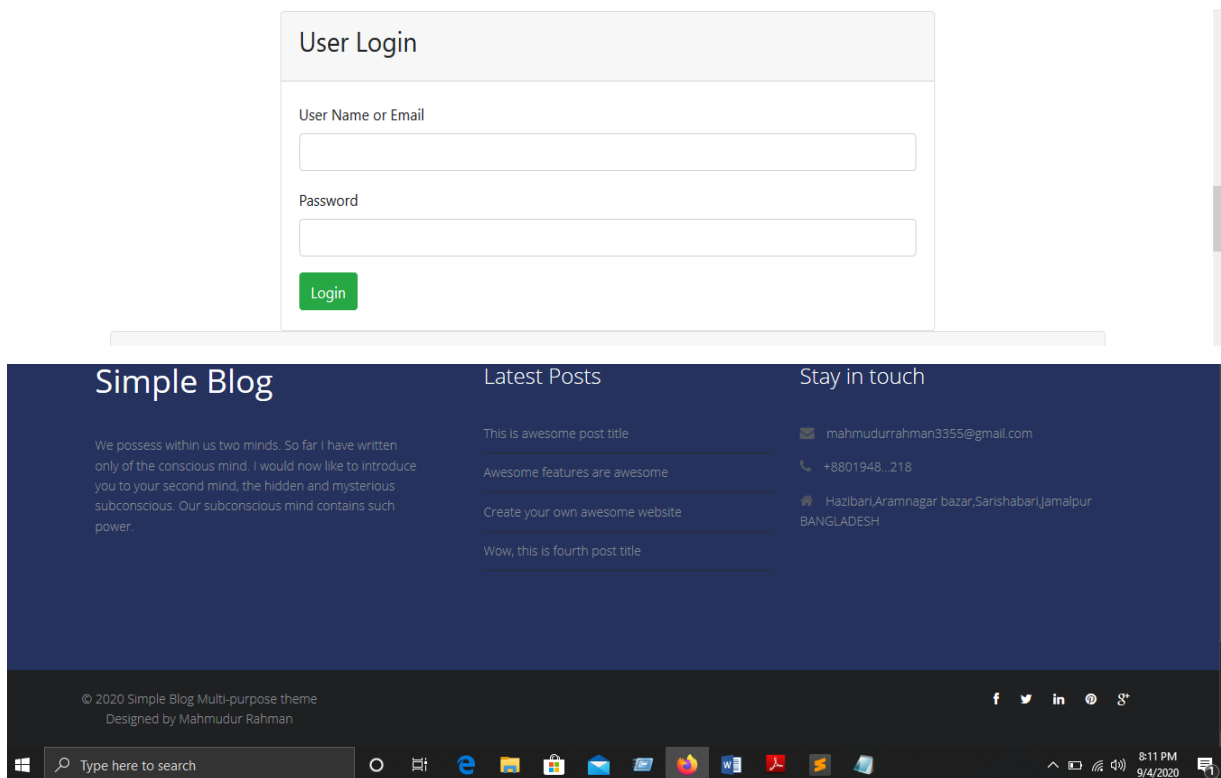 User Login
User Name or Email
Password
Login
Simple Blog
We possess within us two minds. So far I have written
only of the conscious mind. I would now like to introduce
you to your second mind, the hidden and mysterious
subconscious. Our subconscious mind contains such
power.
Latest Posts
This is awesome post title
Awesome features are awesome
Create your own awesome website
Wow, this is fourth post title
Stay in touch
mahmudurrahman3355@gmail.com
+8801948...218
Hazibari,Aramnagar bazar,Sarishabari,Jamalpur
BANGLADESH
© 2020 Simple Blog Multi-purpose theme
Designed by Mahmudur Rahman
Type here to search
8:11 PM
9/4/2020